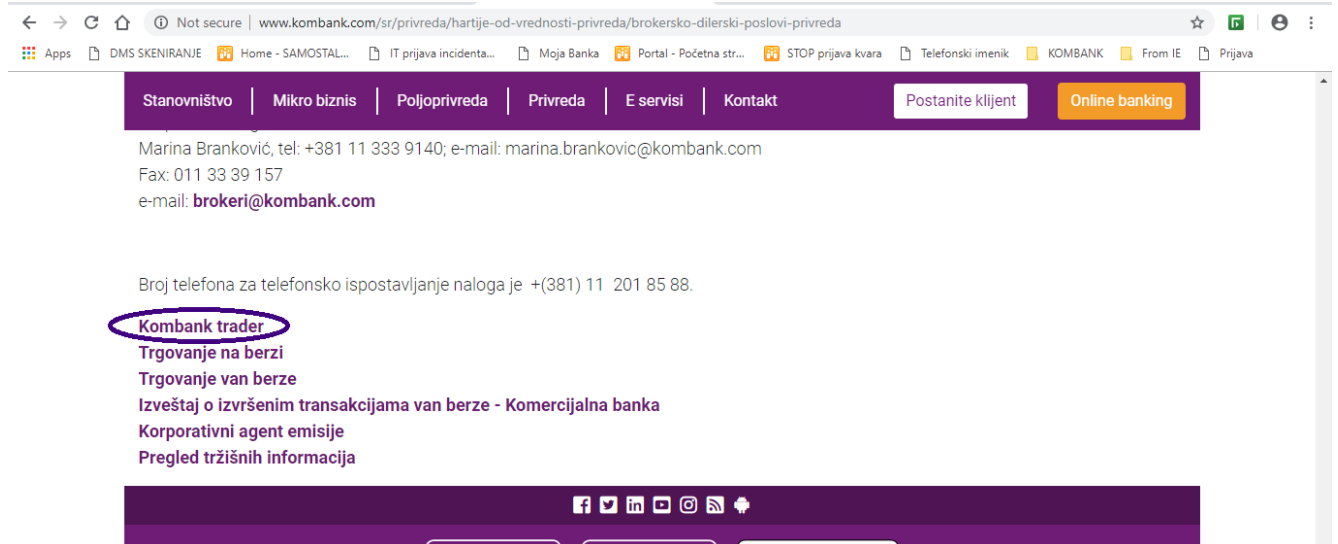 Not secure | www.kombank.com/sr/privreda/hartije-od-vrednosti-privreda/brokersko-dilerski-poslovi-privreda
Apps DMS SKENIRANJE Home - SAMOSTAL... IT prijava incidenta... Moja Banka Portal - Početna str... STOP prijava kvara Telefonski imenik KOMBANK From IE Prijava
Stanovništvo Mikro biznis Poljoprivreda Privreda E servisi Kontakt Postanite klijent Online banking
Marina Branković, tel: +381 11 333 9140; e-mail: marina.brankovic@kombank.com
Fax: 011 33 39 157
e-mail: brokeri@kombank.com
Broj telefona za telefonsko ispostavljanje naloga je +(381) 11 201 85 88.
Kombank trader
Trgovanje na berzi
Trgovanje van berze
Izveštaj o izvršenim transakcijama van berze - Komercijalna banka
Korporativni agent emisije
Pregled tržišnih informacija